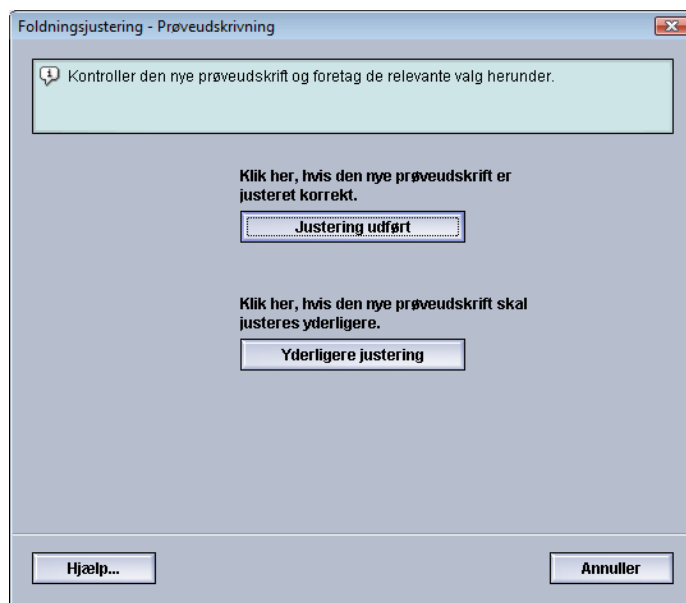 Foldningsjustering - Prøveudskrivning
Kontroller den nye prøveudskrift og foretag de relevante valg herunder.
Klik her, hvis den nye prøveudskrift er
justeret korrekt.
Justering udført
Klik her, hvis den nye prøveudskrift skal
justeres yderligere.
Yderligere justering
Hjælp...
Annuller